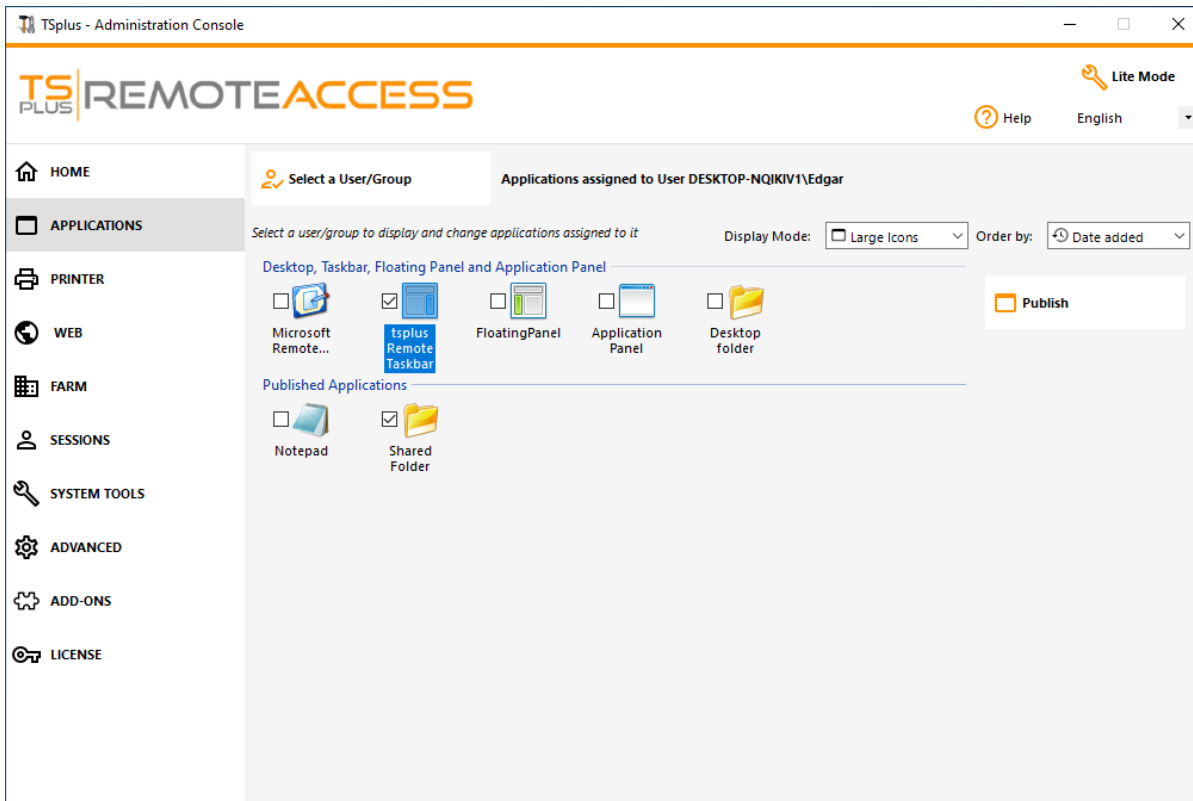 TSplus - Administration Console
TS PLUS REMOTEACCESS
Lite Mode
Help
English
HOME
APPLICATIONS
PRINTER
WEB
FARM
SESSIONS
SYSTEM TOOLS
ADVANCED
ADD-ONS
LICENSE
Select a User/Group
Applications assigned to User DESKTOP-NQIKIV1\Edgar
Select a user/group to display and change applications assigned to it
Display Mode:
Large Icons
Order by:
Date added
Desktop, Taskbar, Floating Panel and Application Panel
Microsoft
Remote...
tsplus
Remote
Taskbar
FloatingPanel
Application
Panel
Desktop
folder
Publish
Published Applications
Notepad
Shared
Folder